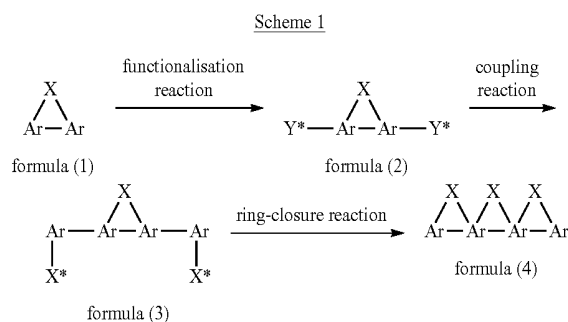 Scheme 1
functionalisation
reaction
coupling
reaction
X
Ar Ar
formula (1)
X
Y* Ar Ar Y*
formula (2)
X
Ar Ar Ar Ar
X* X*
formula (3)
ring-closure reaction
X X X
Ar Ar Ar Ar
formula (4)